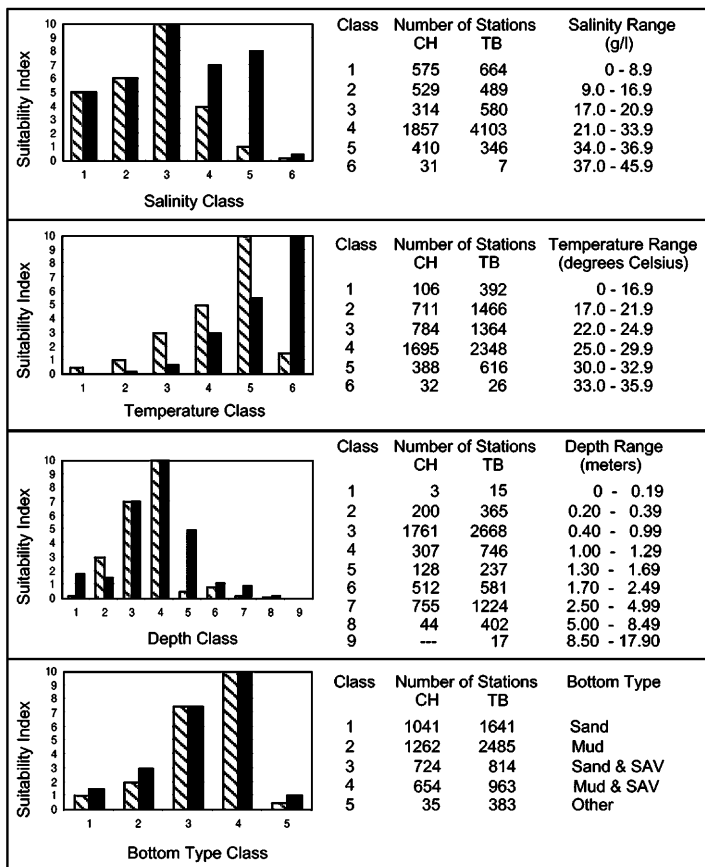 Suitability Index
10
9
8
7
6
5
4
3
2
1
0
1 2 3 4 5 6
Salinity Class
Class Number of Stations Salinity Range
CH TB (g/l)
1 575 664 0 - 8.9
2 529 489 9.0 - 16.9
3 314 580 17.0 - 20.9
4 1857 4103 21.0 - 33.9
5 410 346 34.0 - 36.9
6 31 7 37.0 - 45.9
Suitability Index
10
9
8
7
6
5
4
3
2
1
0
1 2 3 4 5 6
Temperature Class
Class Number of Stations Temperature Range
CH TB (degrees Celsius)
1 106 392 0 - 16.9
2 711 1466 17.0 - 21.9
3 784 1364 22.0 - 24.9
4 1695 2348 25.0 - 29.9
5 388 616 30.0 - 32.9
6 32 26 33.0 - 35.9
Suitability Index
10
9
8
7
6
5
4
3
2
1
0
1 2 3 4 5 6 7 8 9
Depth Class
Class Number of Stations Depth Range
CH TB (meters)
1 3 15 0 - 0.19
2 200 365 0.20 - 0.39
3 1761 2668 0.40 - 0.99
4 307 746 1.00 - 1.29
5 128 237 1.30 - 1.69
6 512 581 1.70 - 2.49
7 755 1224 2.50 - 4.99
8 44 402 5.00 - 8.49
9 --- 17 8.50 - 17.90
Suitability Index
10
9
8
7
6
5
4
3
2
1
0
1 2 3 4 5
Bottom Type Class
Class Number of Stations Bottom Type
CH TB
1 1041 1641 Sand
2 1262 2485 Mud
3 724 814 Sand & SAV
4 654 963 Mud & SAV
5 35 383 Other